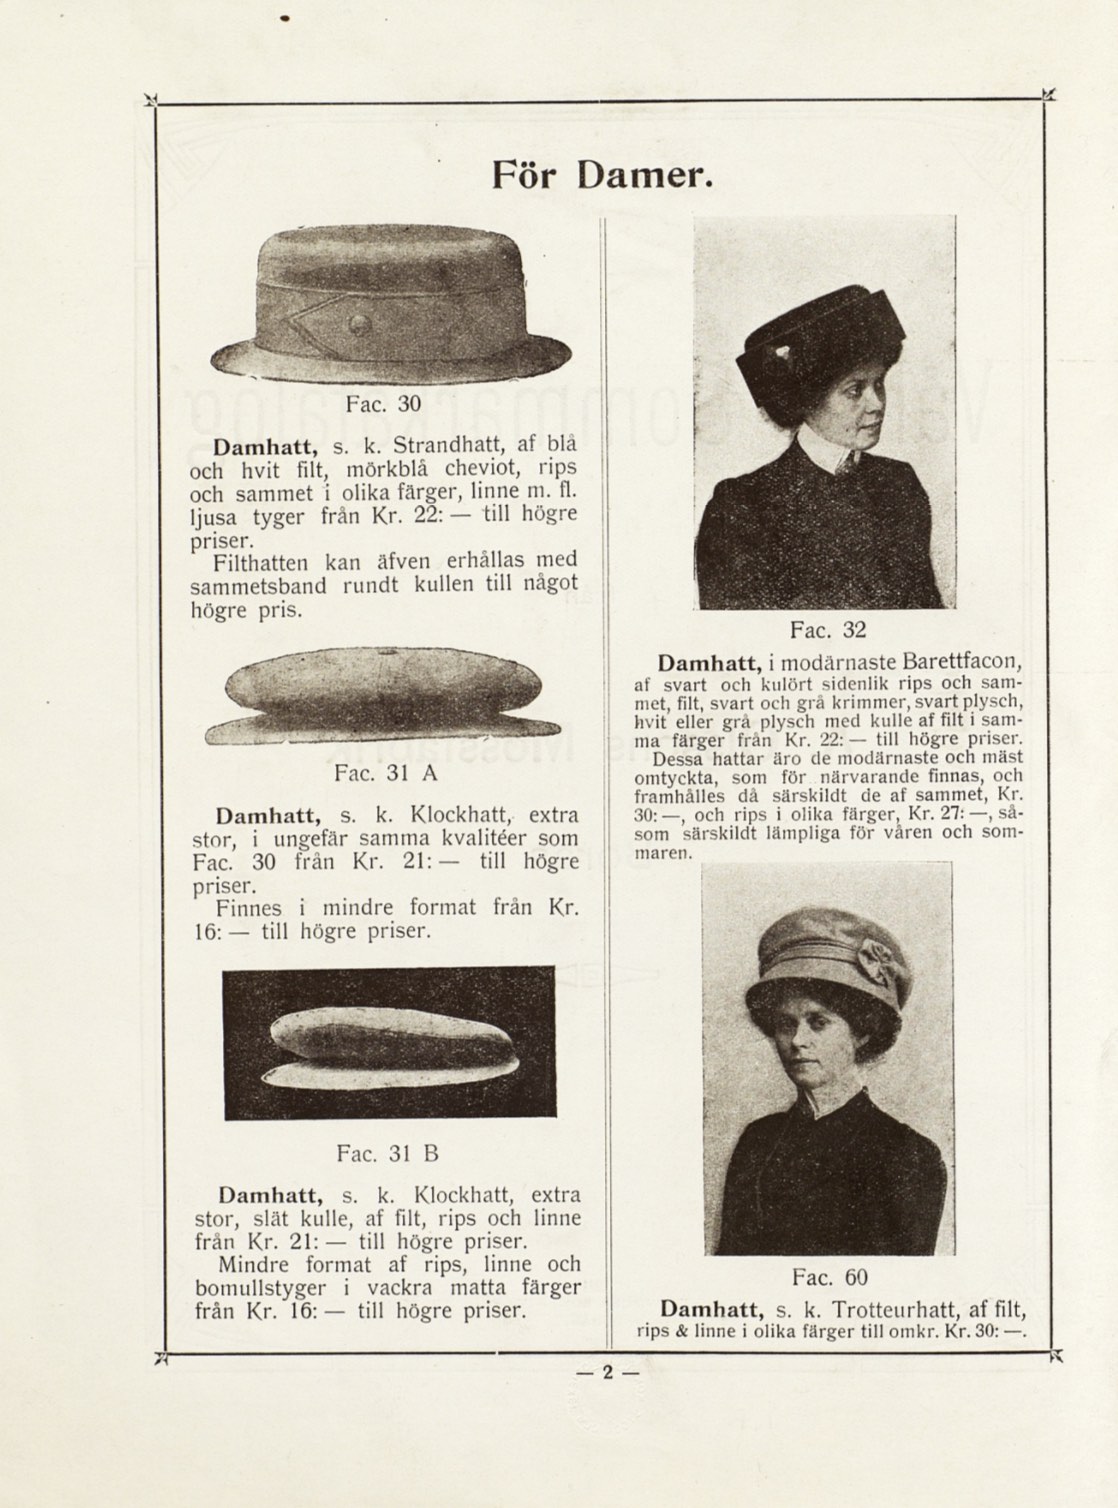 För Damer.
Fac. 30
Damhatt, s. k. Strandhatt, af blå
och hvit filt, mörkblå cheviot, rips
och sammet i olika färger, linne m. fl.
ljusa tyger från Kr. 22: — till högre
priser.
Filthatten kan äfven erhållas med
sammetsband rundt kullen till något
högre pris.
Fac. 31 A
Damhatt, s. k. Klockhatt, extra
stor, i ungefär samma kvalitéer som
Fac. 30 från Kr. 21: — till högre
priser.
Finnes i mindre format från Kr.
16: — till högre priser.
Fac. 31 B
Damhatt, s. k. Klockhatt, extra
stor, slät kulle, af filt, rips och linne
från Kr. 21: — till högre priser.
Mindre format af rips, linne och
bomullstyger i vackra matta färger
från Kr. 16: — till högre priser.
Fac. 32
Damhatt, i modärnaste Barettfacon,
af svart och kulört sidenlik rips och sam-
met, filt, svart och grå krimmer, svart plysch,
hvit eller grå plysch med kulle af filt i sam-
ma färger från Kr. 22: — till högre priser.
Dessa hattar äro de modärnaste och mäst
omtyckta, som för närvarande finnas, och
framhålles då särskildt de af sammet, Kr.
30: —, och rips i olika färger, Kr. 27: —, så-
som särskildt lämpliga för våren och som-
maren.
Fac. 60
Damhatt, s. k. Trotteurhatt, af filt,
rips & linne i olika färger till omkr. Kr. 30: —.
— 2 —